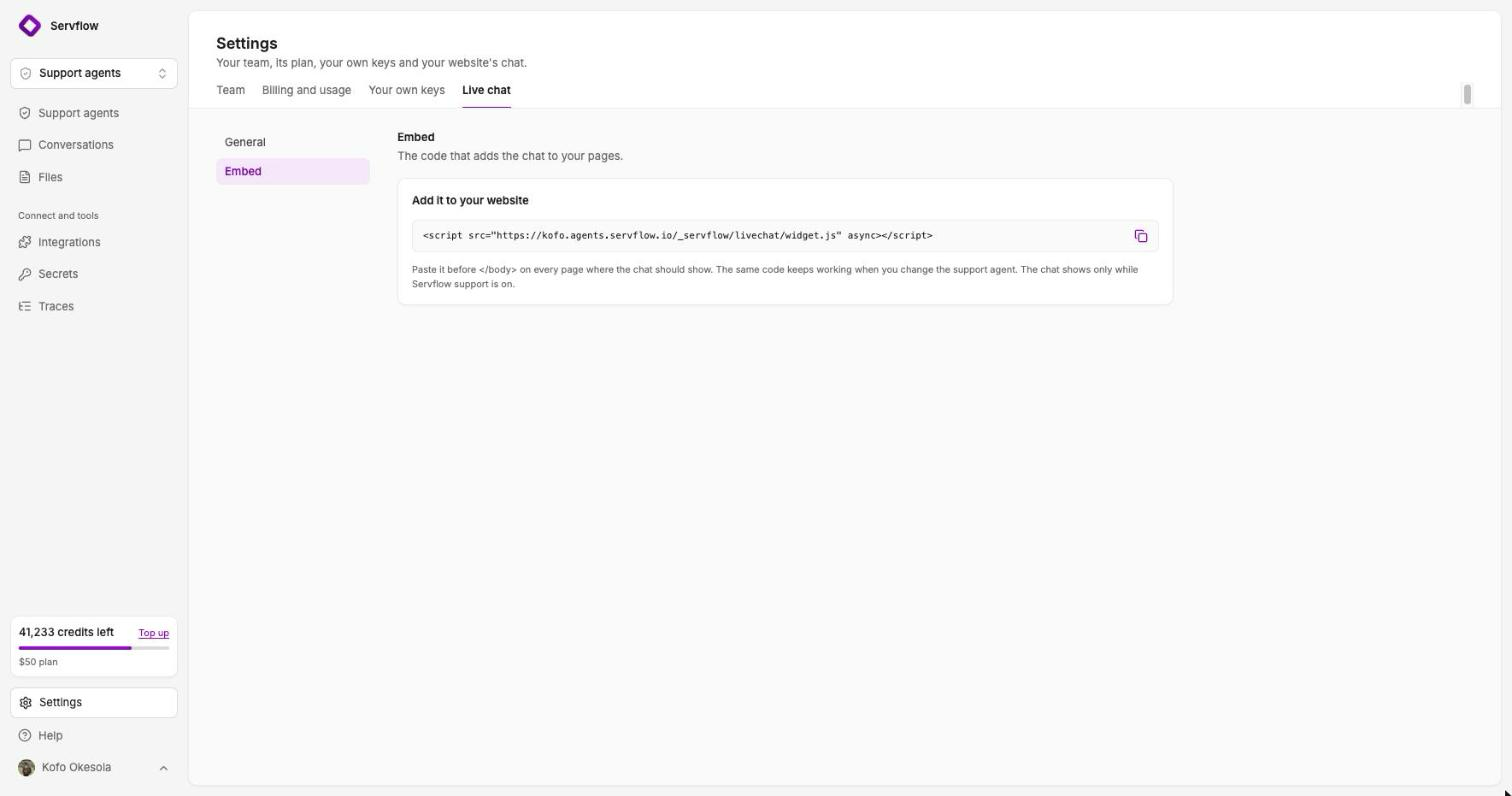 Servflow
Support agents
Support agents
Conversations
Files
Connect and tools
Integrations
Secrets
Traces
41,233 credits left
Top up
$50 plan
Settings
Help
Kofo Okesola
Settings
Your team, its plan, your own keys and your website's chat.
Team
Billing and usage
Your own keys
Live chat
General
Embed
Embed
The code that adds the chat to your pages.
Add it to your website
<script src="https://kofo.agents.servflow.io/_servflow/livechat/widget.js" async></script>
Paste it before </body> on every page where the chat should show. The same code keeps working when you change the support agent. The chat shows only while
Servflow support is on.